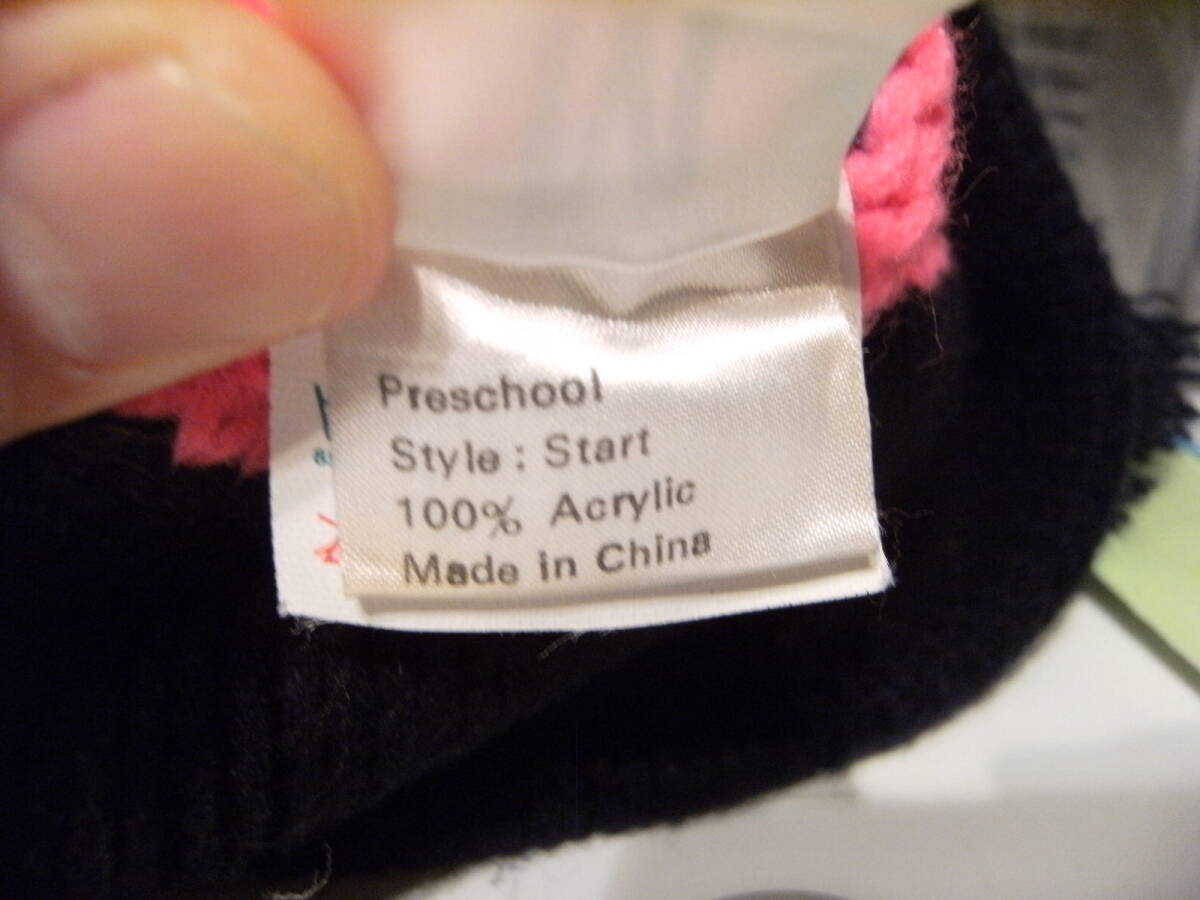 Preschool
Style : Start
100% Acrylic
Made in China